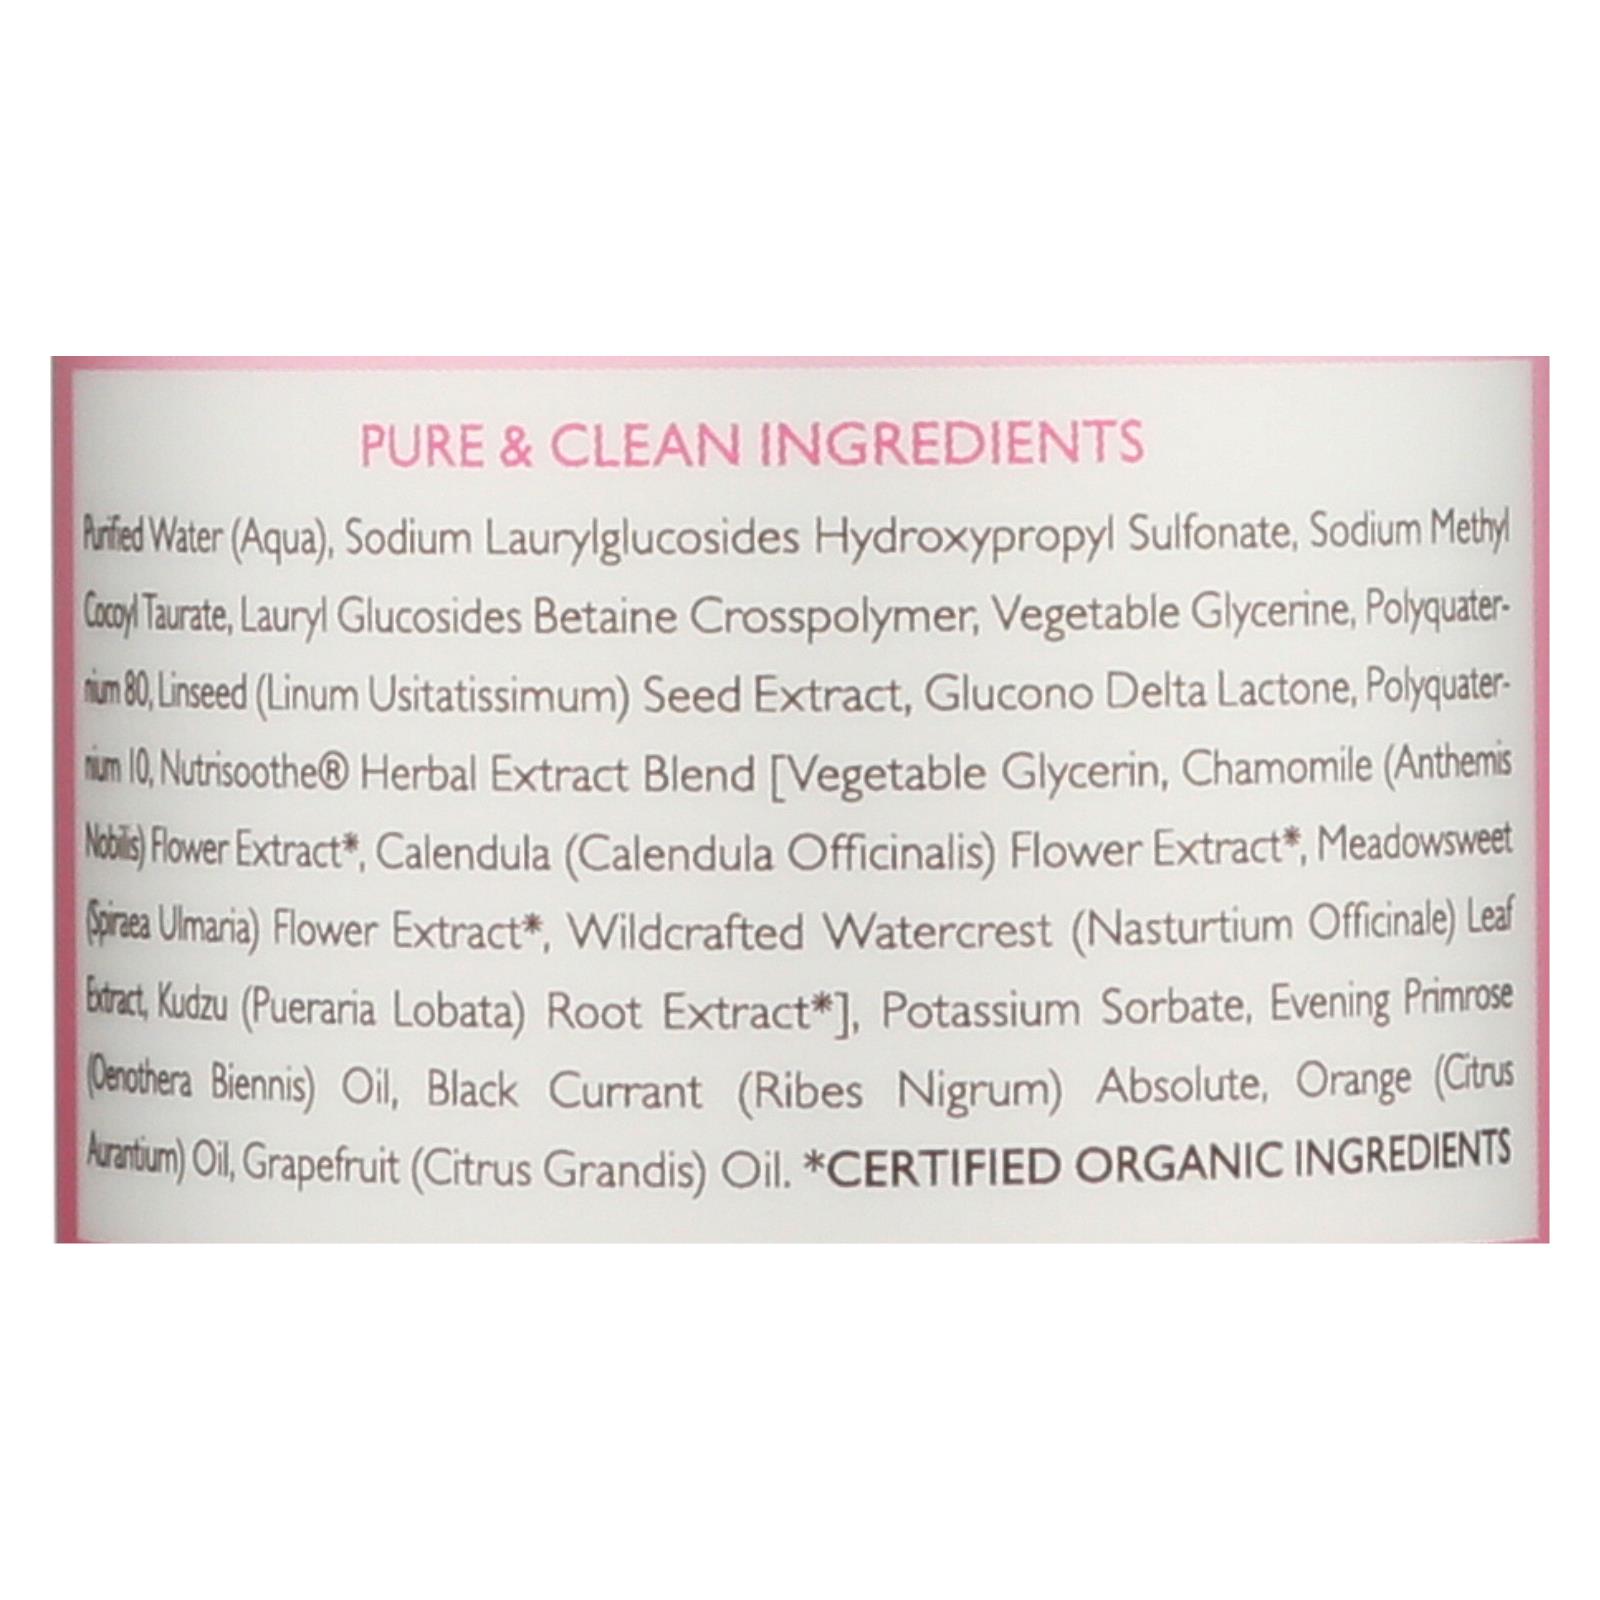 PURE & CLEAN INGREDIENTS
Purified Water (Aqua), Sodium Laurylglucosides Hydroxypropyl Sulfonate, Sodium Methyl
Cocoyl Taurate, Lauryl Glucosides Betaine Crosspolymer, Vegetable Glycerine, Polyquater-
nium 80, Linseed (Linum Usitatissimum) Seed Extract, Glucono Delta Lactone, Polyquater-
nium 10, Nutrisoothe® Herbal Extract Blend [Vegetable Glycerin, Chamomile (Anthemis
Nobilis) Flower Extract*, Calendula (Calendula Officinalis) Flower Extract*, Meadowsweet
(Spiraea Ulmaria) Flower Extract*, Wildcrafted Watercrest (Nasturtium Officinale) Leaf
Extract, Kudzu (Pueraria Lobata) Root Extract*], Potassium Sorbate, Evening Primrose
(Oenothera Biennis) Oil, Black Currant (Ribes Nigrum) Absolute, Orange (Citrus
Aurantium) Oil, Grapefruit (Citrus Grandis) Oil. *CERTIFIED ORGANIC INGREDIENTS